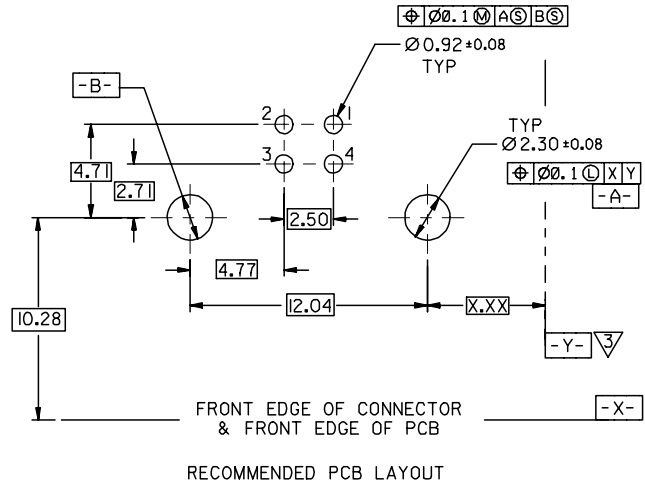 ⌖ Ø0.1 Ⓜ A Ⓢ B Ⓢ
Ø0.92 ±0.08
TYP
-B-
2
1
TYP
Ø2.30 ±0.08
3
4
⌖ Ø0.1 Ⓛ X Y
-A-
4.71
2.71
2.50
4.77
12.04
X.XX
10.28
-Y- 3
-X-
FRONT EDGE OF CONNECTOR
& FRONT EDGE OF PCB
RECOMMENDED PCB LAYOUT